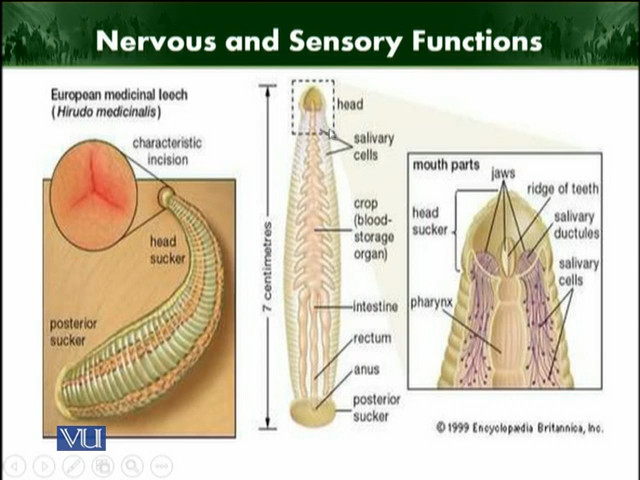 Nervous and Sensory Functions
European medicinal leech
(Hirudo medicinalis)
characteristic
incision
head
sucker
posterior
sucker
7 centimetres
head
salivary
cells
crop
(blood-
storage
organ)
intestine
rectum
anus
posterior
sucker
mouth parts
jaws
ridge of teeth
head
sucker
salivary
ductules
salivary
cells
pharynx
© 1999 Encyclopædia Britannica, Inc.
VU